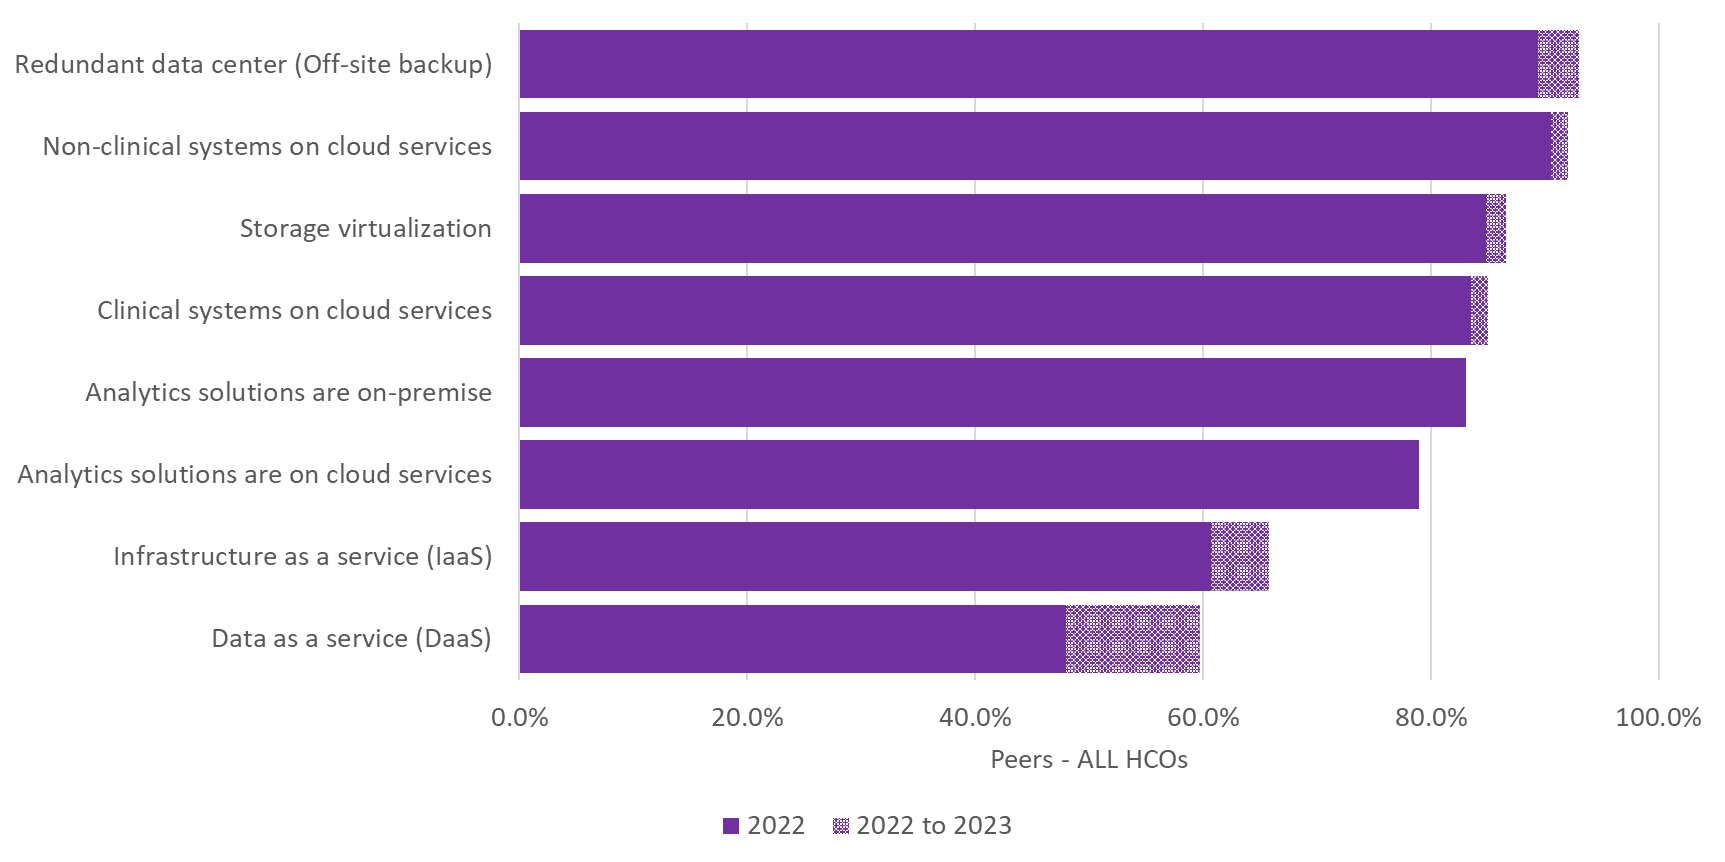 Redundant data center (Off-site backup)
Non-clinical systems on cloud services
Storage virtualization
Clinical systems on cloud services
Analytics solutions are on-premise
Analytics solutions are on cloud services
Infrastructure as a service (IaaS)
Data as a service (DaaS)
0.0% 20.0% 40.0% 60.0% 80.0% 100.0%
Peers - ALL HCOs
2022 2022 to 2023